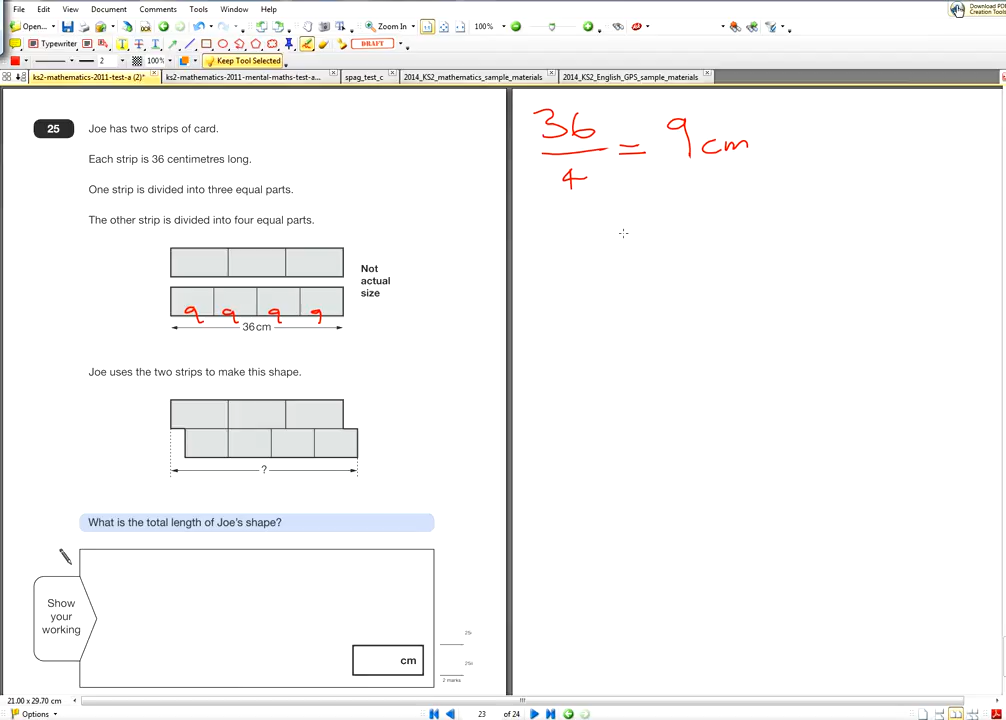 File Edit View Document Comments Tools Window Help
Download PDF
Creation Tools
Open... Zoom In 100%
Typewriter DRAFT
2 100% Keep Tool Selected
ks2-mathematics-2011-test-a (2)* ks2-mathematics-2011-mental-maths-test-a... spag_test_c 2014_KS2_mathematics_sample_materials 2014_KS2_English_GPS_sample_materials
25 Joe has two strips of card.
Each strip is 36 centimetres long.
One strip is divided into three equal parts.
The other strip is divided into four equal parts.
Not
actual
size
9 9 9 9
36 cm
Joe uses the two strips to make this shape.
?
What is the total length of Joe's shape?
Show
your
working
cm
2 marks
36
4
= 9 cm
21.00 x 29.70 cm
Options 23 of 24